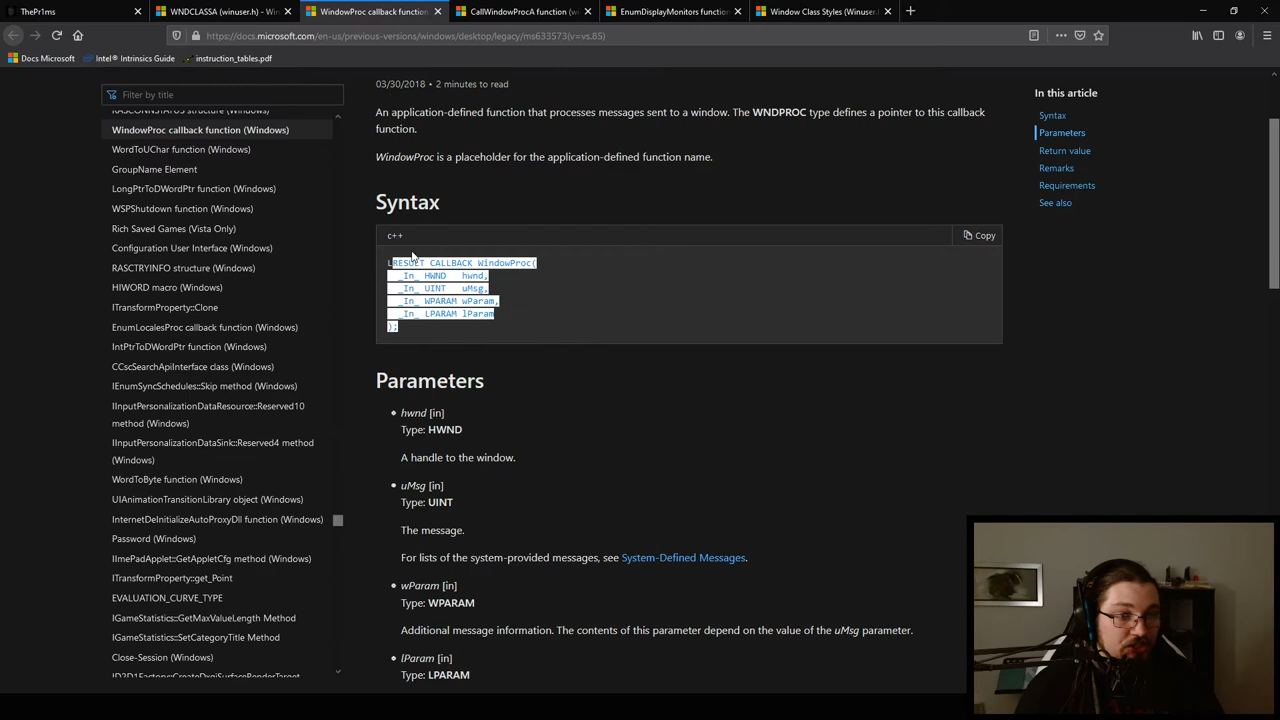 ThePr1ms
WNDCLASSA (winuser.h) - Win
WindowProc callback function
CallWindowProcA function (w
EnumDisplayMonitors functio
Window Class Styles (Winuser.h
https://docs.microsoft.com/en-us/previous-versions/windows/desktop/legacy/ms633573(v=vs.85)
Docs Microsoft
Intel® Intrinsics Guide
instruction_tables.pdf
Filter by title
RASCONNSTATUS structure (Windows)
WindowProc callback function (Windows)
WordToUChar function (Windows)
GroupName Element
LongPtrToDWordPtr function (Windows)
WSPShutdown function (Windows)
Rich Saved Games (Vista Only)
Configuration User Interface (Windows)
RASCTRYINFO structure (Windows)
HIWORD macro (Windows)
ITransformProperty::Clone
EnumLocalesProc callback function (Windows)
IntPtrToDWordPtr function (Windows)
CCscSearchApiInterface class (Windows)
IEnumSyncSchedules::Skip method (Windows)
IInputPersonalizationDataResource::Reserved10
method (Windows)
IInputPersonalizationDataSink::Reserved4 method
(Windows)
WordToByte function (Windows)
UIAnimationTransitionLibrary object (Windows)
InternetDeInitializeAutoProxyDll function (Windows)
Password (Windows)
IImePadApplet::GetAppletCfg method (Windows)
ITransformProperty::get_Point
EVALUATION_CURVE_TYPE
IGameStatistics::GetMaxValueLength Method
IGameStatistics::SetCategoryTitle Method
Close-Session (Windows)
ID2D1Factory::CreateDxgiSurfaceRenderTarget
03/30/2018 • 2 minutes to read
An application-defined function that processes messages sent to a window. The WNDPROC type defines a pointer to this callback
function.
WindowProc is a placeholder for the application-defined function name.
Syntax
C++
Copy
LRESULT CALLBACK WindowProc(
_In_ HWND hwnd,
_In_ UINT uMsg,
_In_ WPARAM wParam,
_In_ LPARAM lParam
);
Parameters
• hwnd [in]
Type: HWND
A handle to the window.
• uMsg [in]
Type: UINT
The message.
For lists of the system-provided messages, see System-Defined Messages.
• wParam [in]
Type: WPARAM
Additional message information. The contents of this parameter depend on the value of the uMsg parameter.
• lParam [in]
Type: LPARAM
In this article
Syntax
Parameters
Return value
Remarks
Requirements
See also